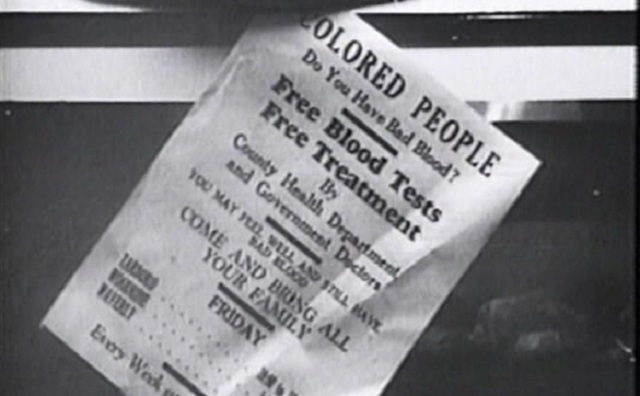 COLORED PEOPLE
Do You Have Bad Blood?
Free Blood Tests
Free Treatment
By
County Health Department
and Government Doctors
YOU MAY FEEL WELL AND STILL HAVE
BAD BLOOD
COME AND BRING ALL
YOUR FAMILY
FRIDAY
Every Week